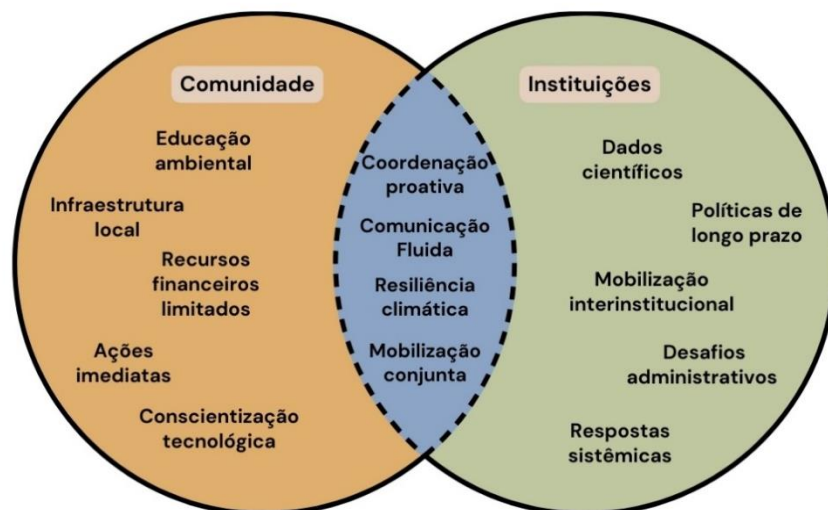 Comunidade
Educação
ambiental
Infraestrutura
local
Recursos
financeiros
limitados
Ações
imediatas
Conscientização
tecnológica
Coordenação
proativa
Comunicação
Fluida
Resiliência
climática
Mobilização
conjunta
Instituições
Dados
científicos
Políticas de
longo prazo
Mobilização
interinstitucional
Desafios
administrativos
Respostas
sistêmicas